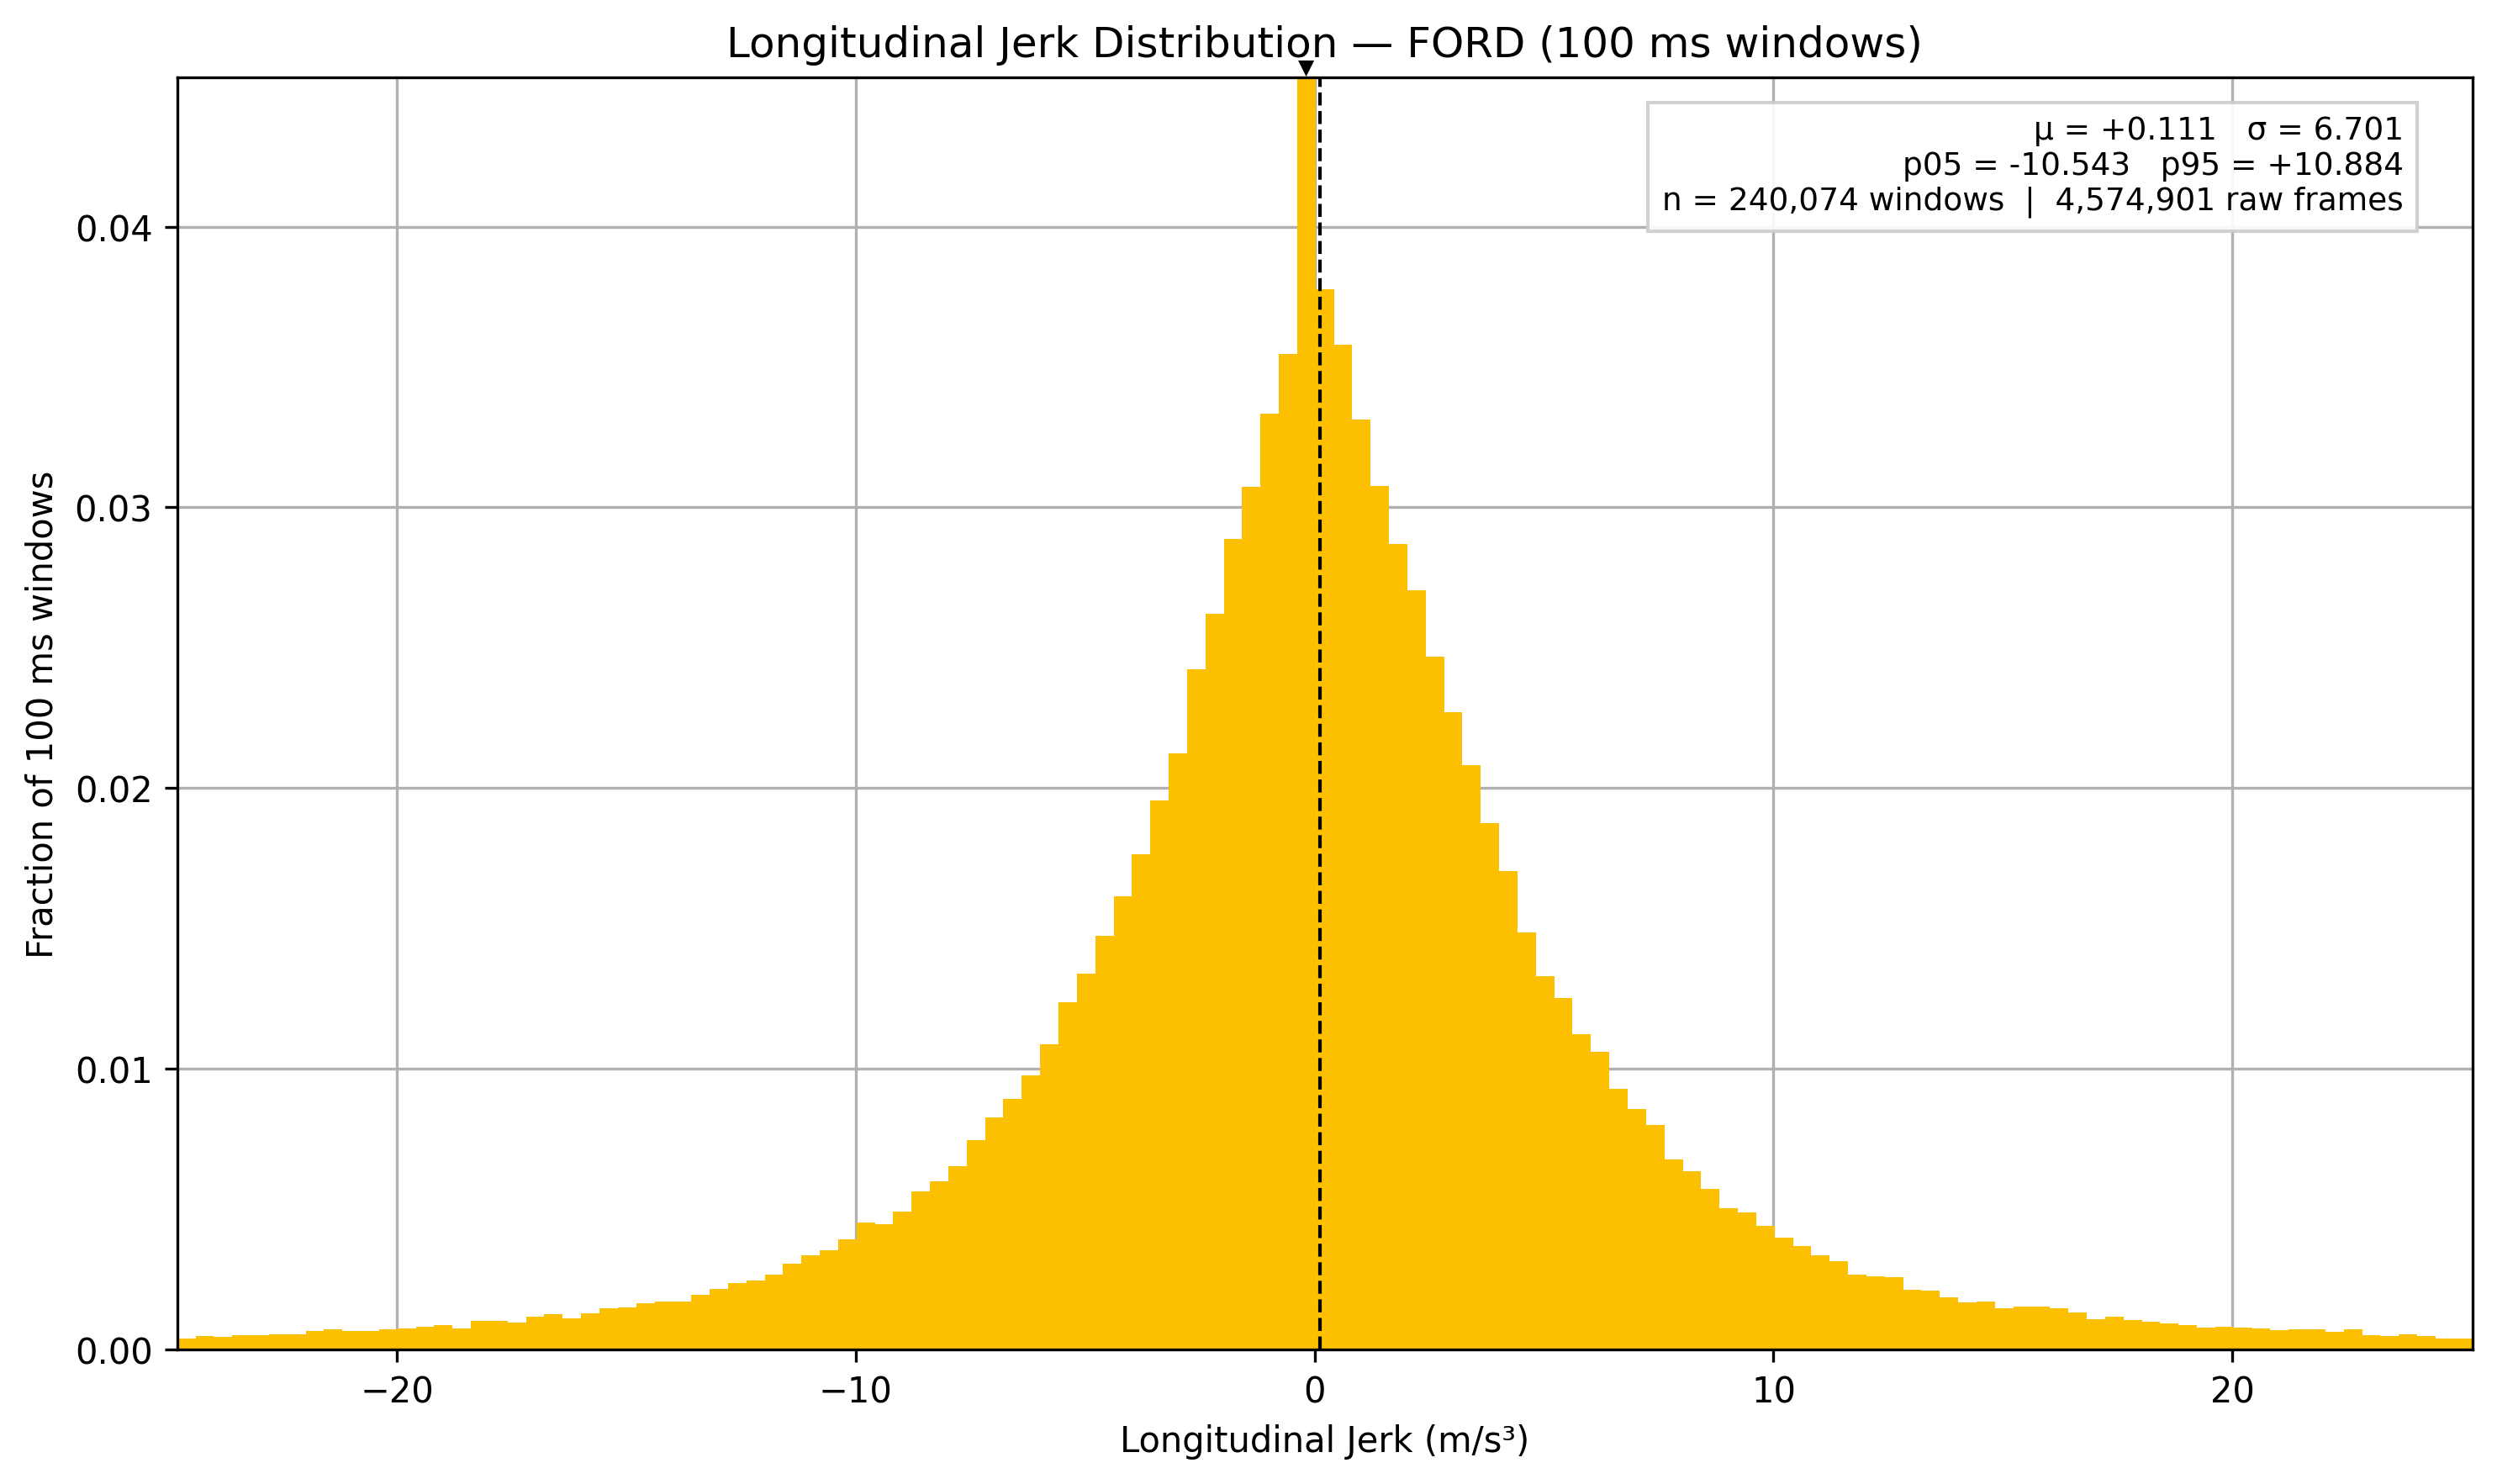 Longitudinal Jerk Distribution — FORD (100 ms windows)
µ = +0.111   σ = 6.701
p05 = -10.543   p95 = +10.884
n = 240,074 windows  |  4,574,901 raw frames
Fraction of 100 ms windows
0.04
0.03
0.02
0.01
0.00
−20
−10
0
10
20
Longitudinal Jerk (m/s³)